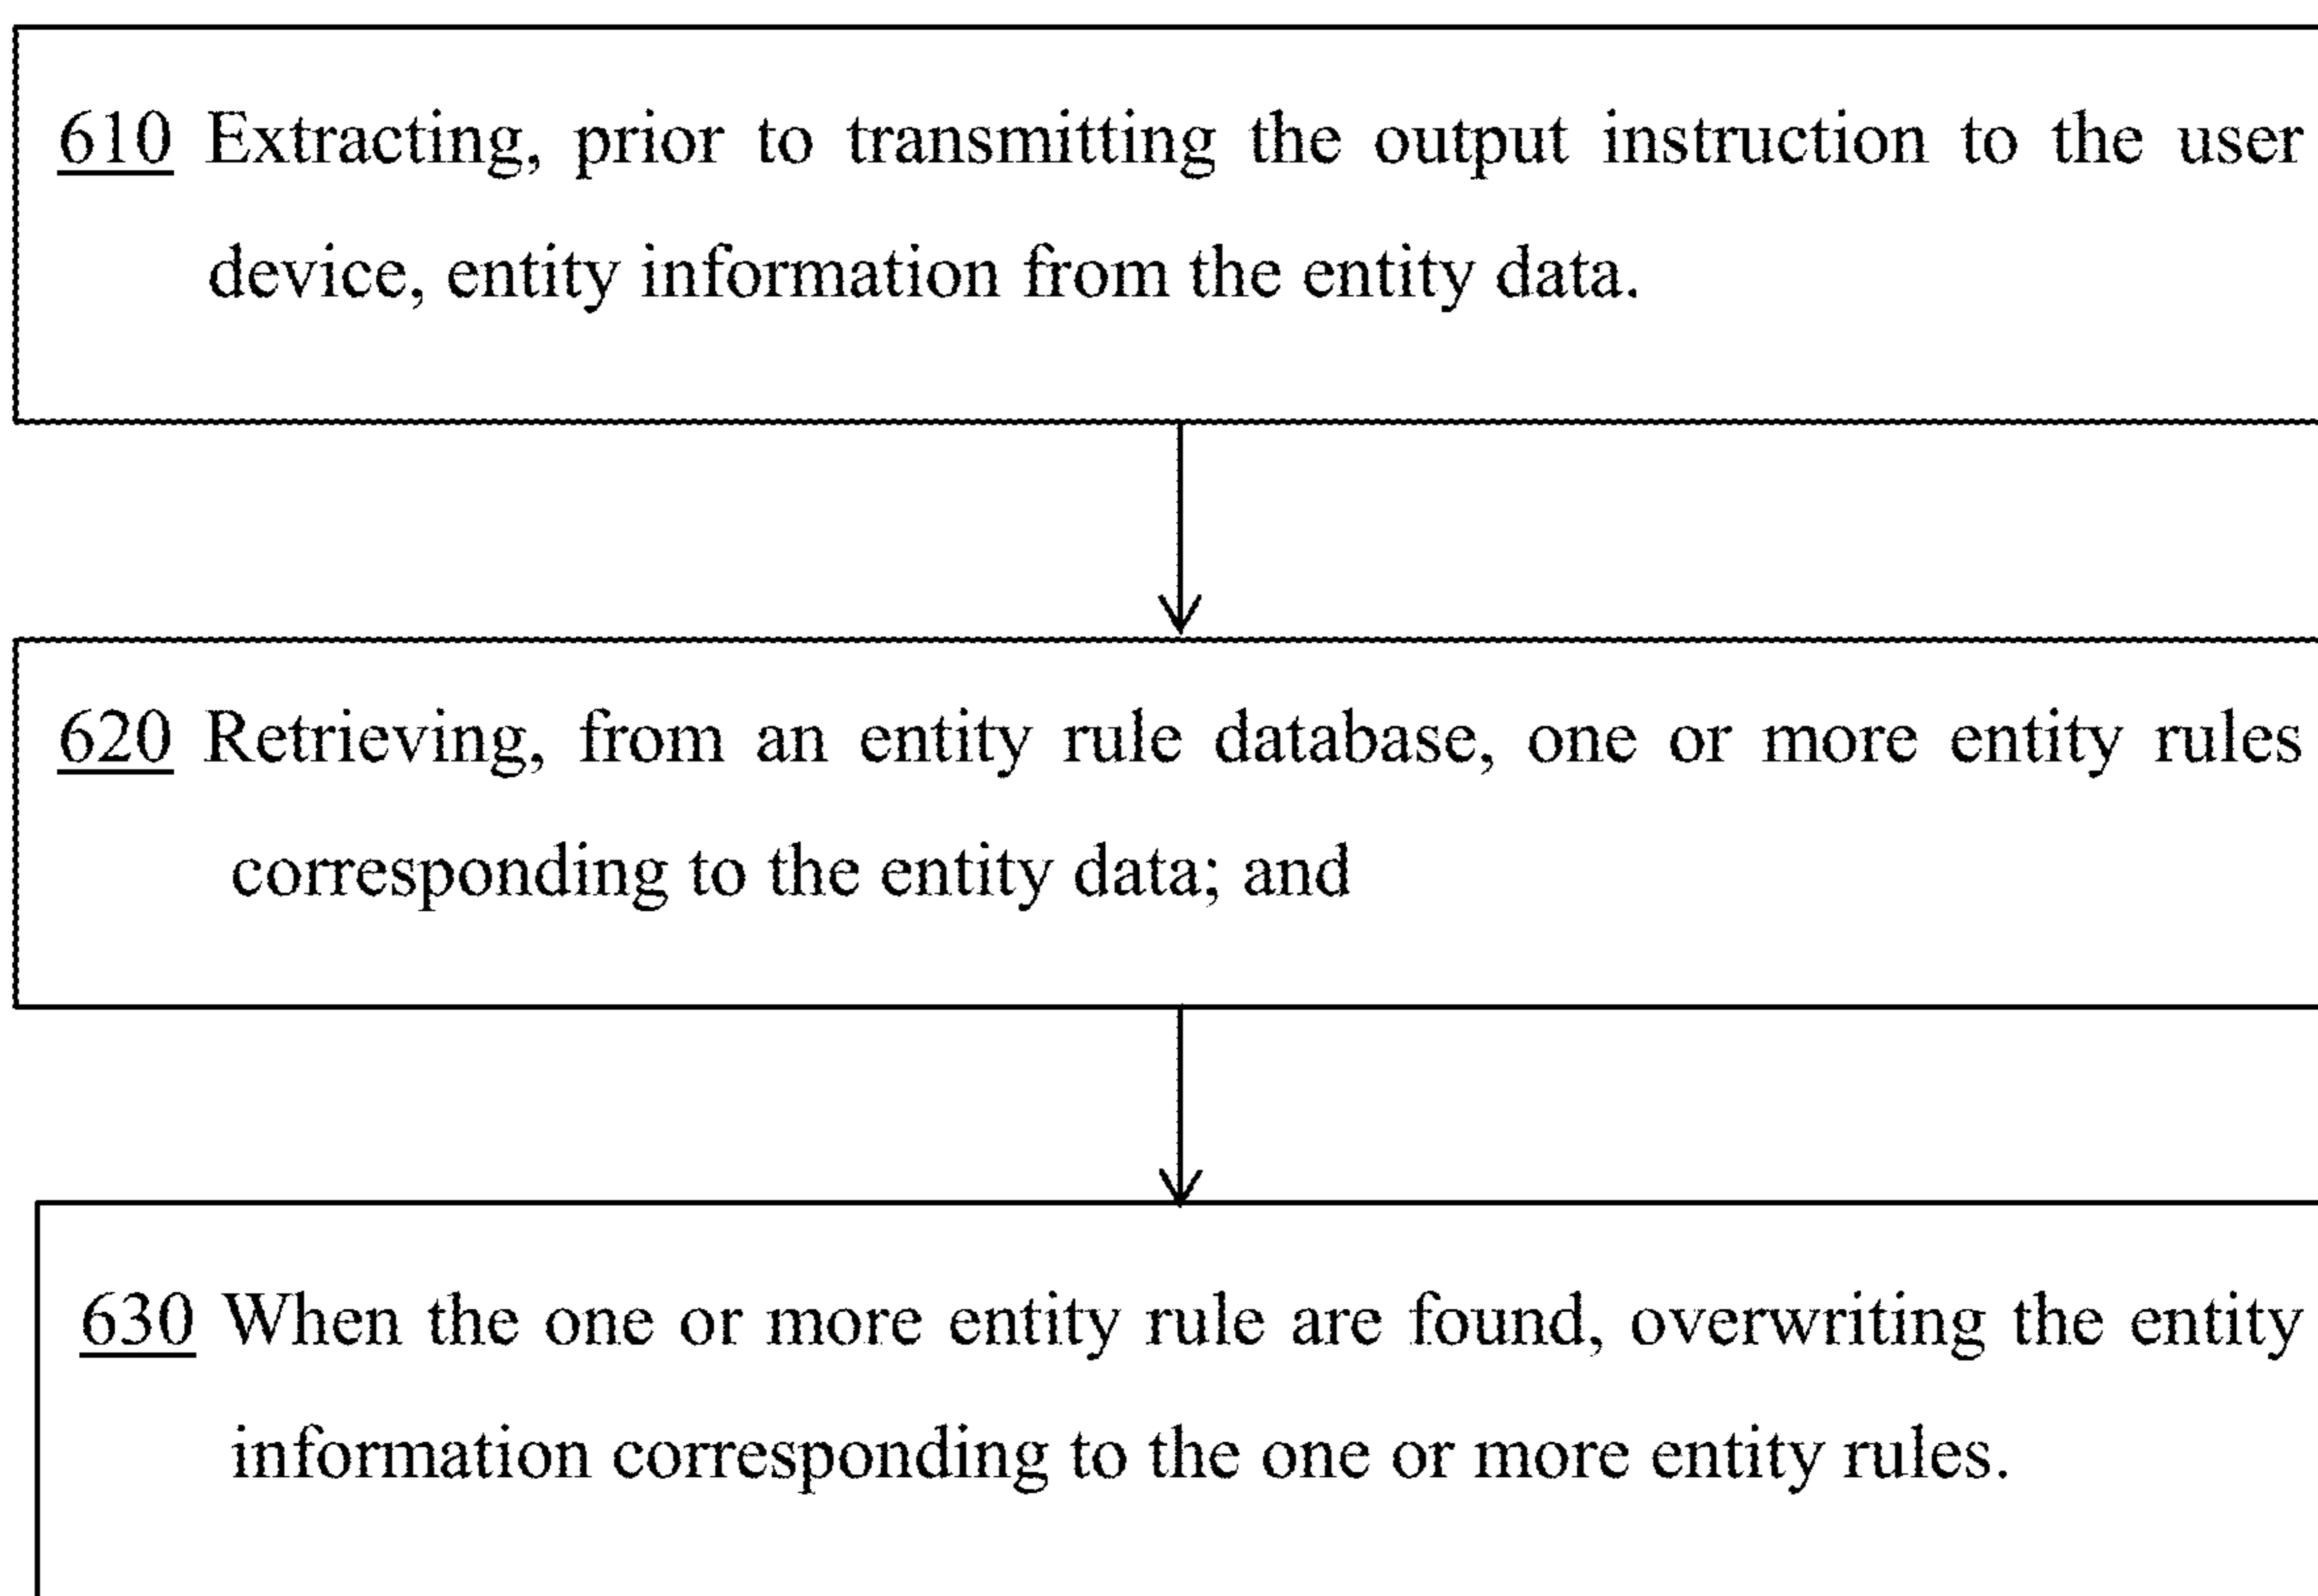 610 Extracting, prior to transmitting the output instruction to the user
device, entity information from the entity data.
620 Retrieving, from an entity rule database, one or more entity rules
corresponding to the entity data; and
630 When the one or more entity rule are found, overwriting the entity
information corresponding to the one or more entity rules.